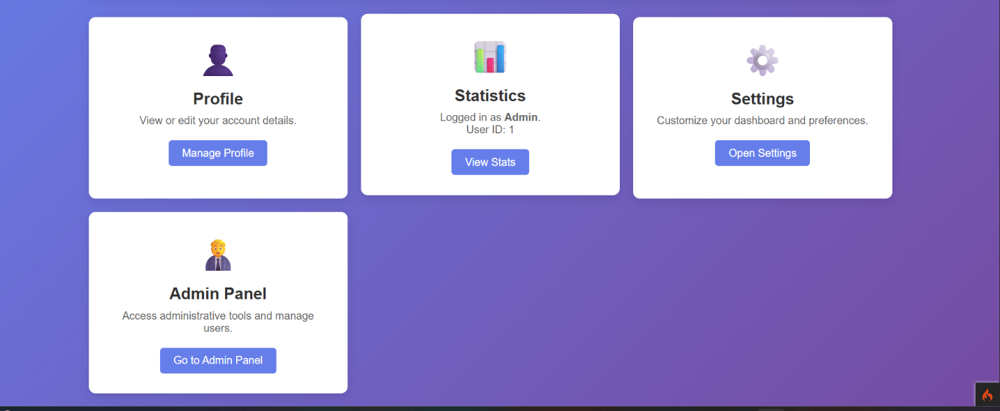 Profile
View or edit your account details.
Manage Profile
Statistics
Logged in as Admin.
User ID: 1
View Stats
Settings
Customize your dashboard and preferences.
Open Settings
Admin Panel
Access administrative tools and manage
users.
Go to Admin Panel